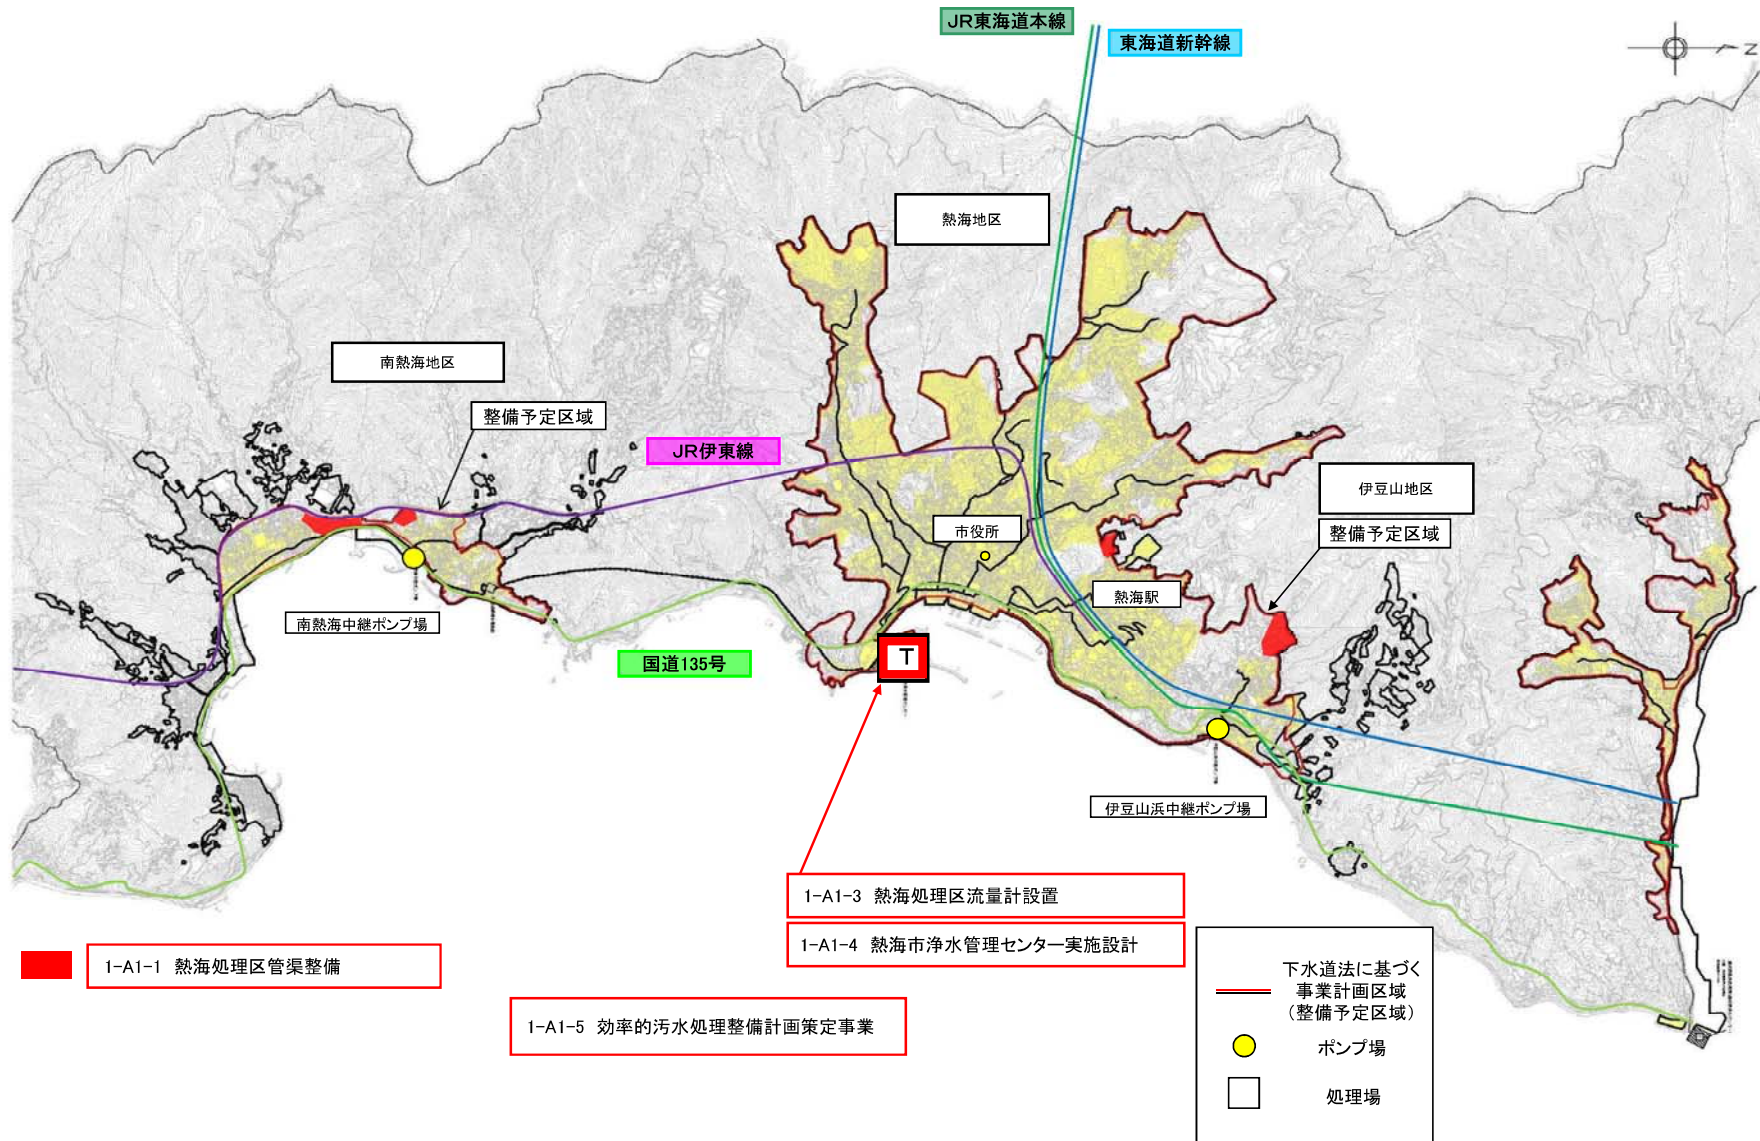 JR東海道本線
東海道新幹線
N
熱海地区
南熱海地区
整備予定区域
JR伊東線
伊豆山地区
整備予定区域
市役所
熱海駅
南熱海中継ポンプ場
国道135号
T
伊豆山浜中継ポンプ場
1-A1-3 熱海処理区流量計設置
1-A1-4 熱海市浄水管理センター実施設計
1-A1-1 熱海処理区管渠整備
1-A1-5 効率的汚水処理整備計画策定事業
下水道法に基づく
事業計画区域
（整備予定区域）
ポンプ場
処理場